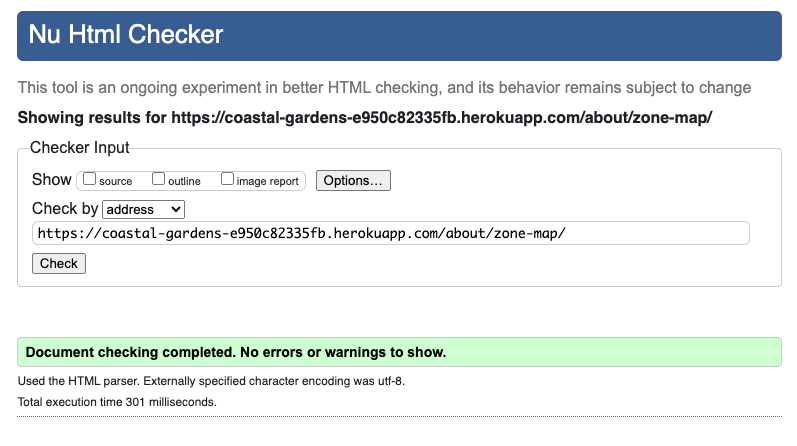 Nu Html Checker
This tool is an ongoing experiment in better HTML checking, and its behavior remains subject to change
Showing results for https://coastal-gardens-e950c82335fb.herokuapp.com/about/zone-map/
Checker Input
Show source outline image report Options...
Check by address
https://coastal-gardens-e950c82335fb.herokuapp.com/about/zone-map/
Check
Document checking completed. No errors or warnings to show.
Used the HTML parser. Externally specified character encoding was utf-8.
Total execution time 301 milliseconds.